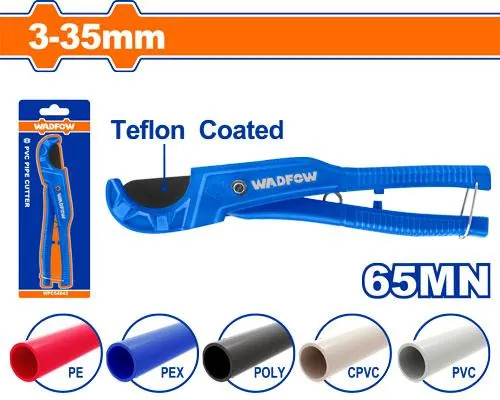 3-35mm
WADFOW
PVC PIPE CUTTER
Teflon Coated
WADFOW
65MN
PE
PEX
POLY
CPVC
PVC